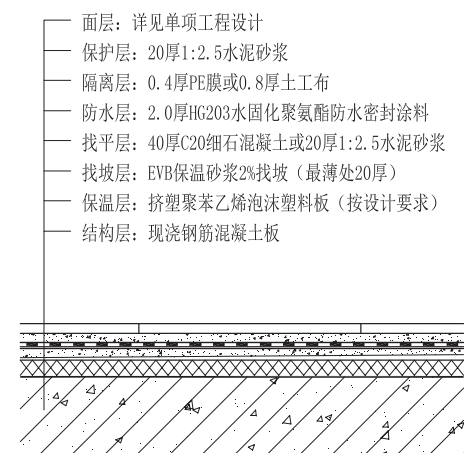 面层：详见单项工程设计
保护层：20厚1:2.5水泥砂浆
隔离层：0.4厚PE膜或0.8厚土工布
防水层：2.0厚HG203水固化聚氨酯防水密封涂料
找平层：40厚C20细石混凝土或20厚1:2.5水泥砂浆
找坡层：EVB保温砂浆2%找坡（最薄处20厚）
保温层：挤塑聚苯乙烯泡沫塑料板（按设计要求）
结构层：现浇钢筋混凝土板